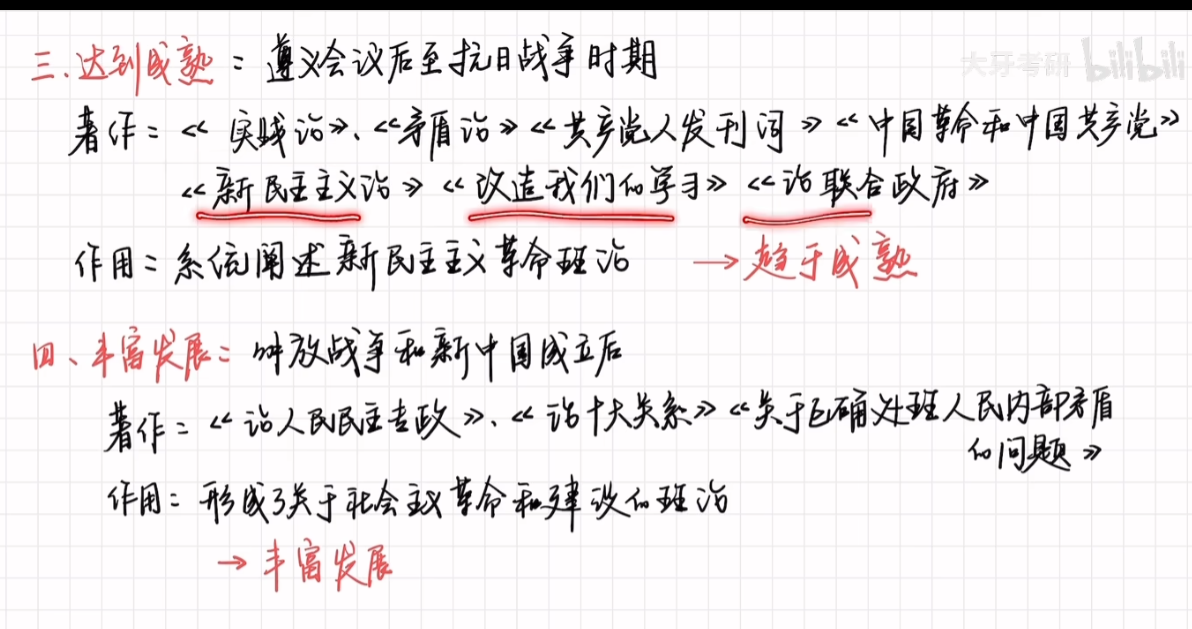 大牙考研 bilibili
三、达到成熟：遵义会议后至抗日战争时期
著作：《实践论》、《矛盾论》《共产党人发刊词》《中国革命和中国共产党》
《新民主主义论》《改造我们的学习》《论联合政府》
作用：系统阐述新民主主义革命理论 → 趋于成熟
四、丰富发展：解放战争和新中国成立后
著作：《论人民民主专政》、《论十大关系》《关于正确处理人民内部矛盾
的问题》
作用：形成了关于社会主义革命和建设的理论
→ 丰富发展